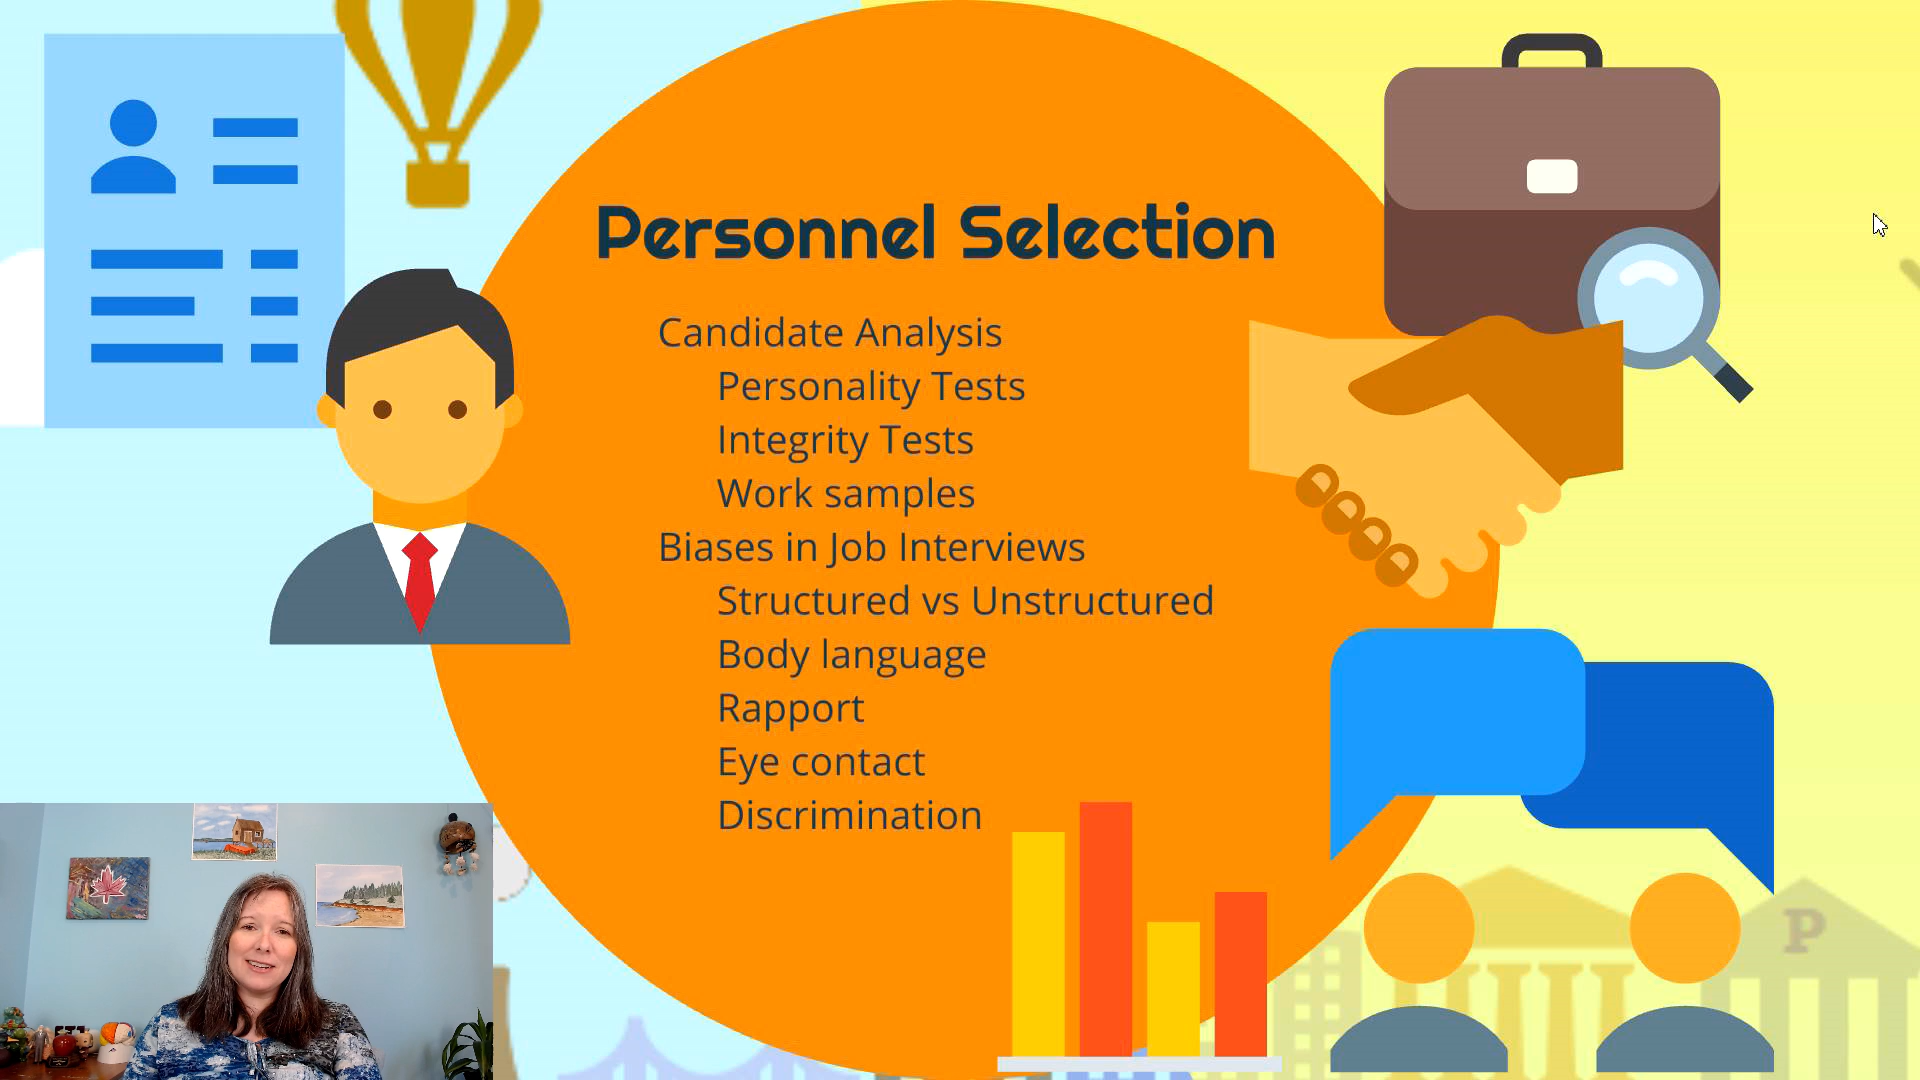 Personnel Selection
Candidate Analysis
Personality Tests
Integrity Tests
Work samples
Biases in Job Interviews
Structured vs Unstructured
Body language
Rapport
Eye contact
Discrimination
P